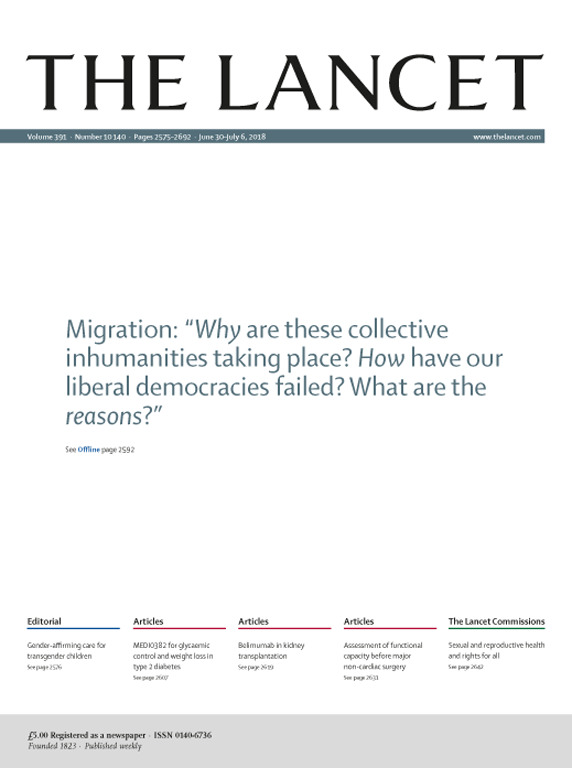 THE LANCET
Volume 391 · Number 10 140 · Pages 2575–2692 · June 30–July 6, 2018
www.thelancet.com
Migration: “Why are these collective
inhumanities taking place? How have our
liberal democracies failed? What are the
reasons?”
See Offline page 2592
Editorial
Gender-affirming care for
transgender children
See page 2576
Articles
MEDI0382 for glycaemic
control and weight loss in
type 2 diabetes
See page 2607
Articles
Belimumab in kidney
transplantation
See page 2619
Articles
Assessment of functional
capacity before major
non-cardiac surgery
See page 2631
The Lancet Commissions
Sexual and reproductive health
and rights for all
See page 2642
£5.00 Registered as a newspaper · ISSN 0140-6736
Founded 1823 · Published weekly